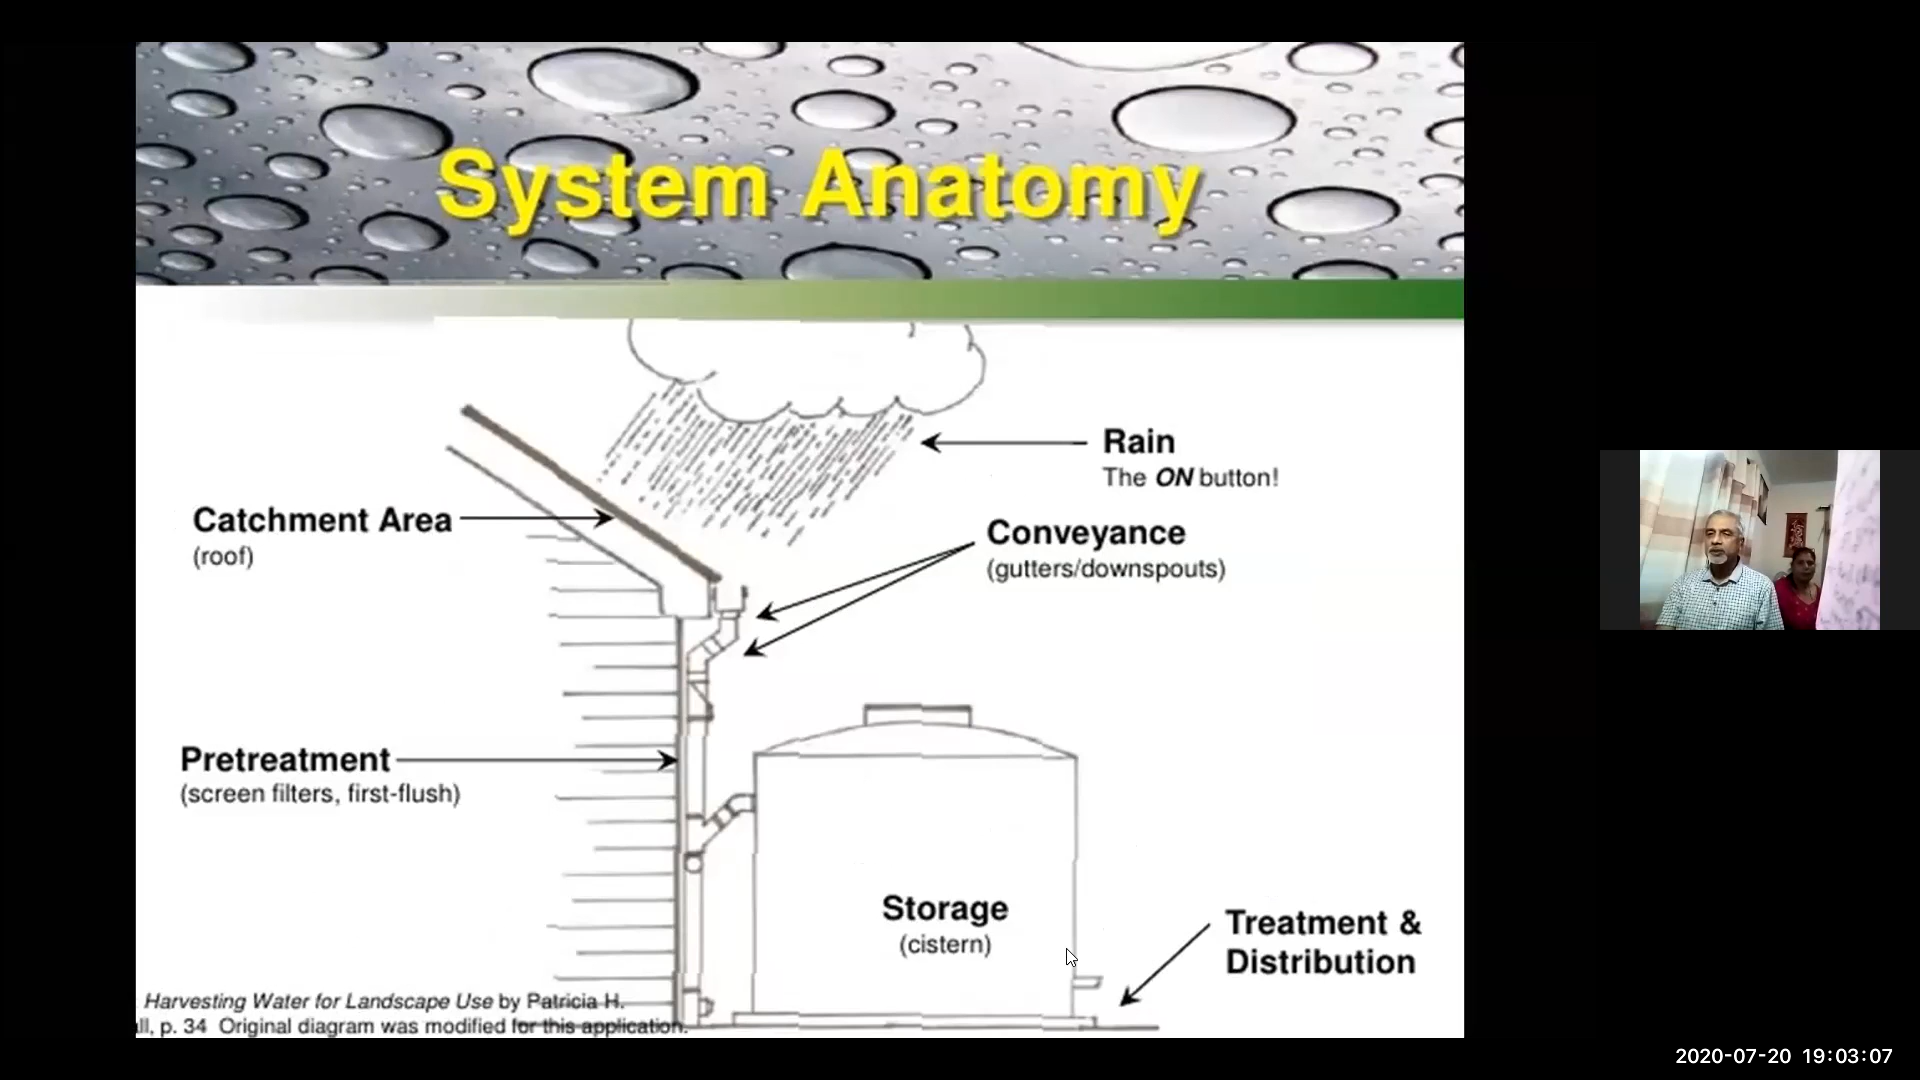 System Anatomy
Rain
The ON button!
Catchment Area
(roof)
Conveyance
(gutters/downspouts)
Pretreatment
(screen filters, first-flush)
Storage
(cistern)
Treatment &
Distribution
Harvesting Water for Landscape Use by Patricia H.
ll, p. 34 Original diagram was modified for this application.
2020-07-20 19:03:07